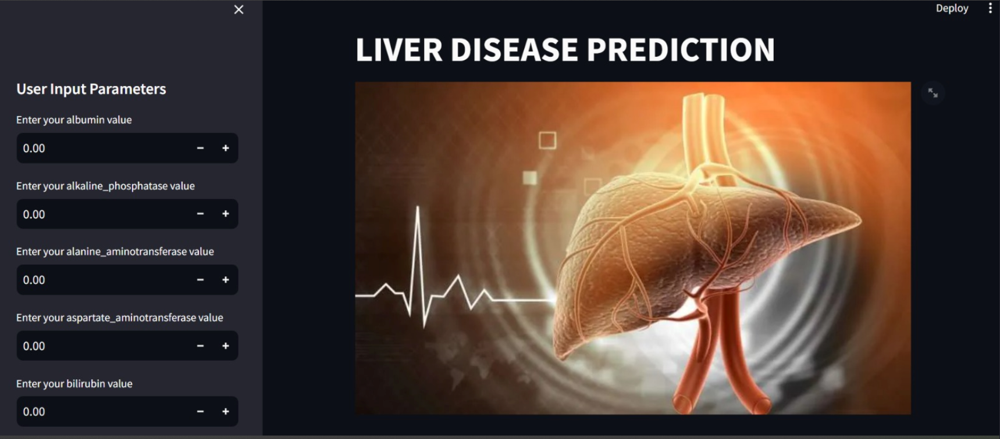 Deploy
LIVER DISEASE PREDICTION
User Input Parameters
Enter your albumin value
0.00
Enter your alkaline_phosphatase value
0.00
Enter your alanine_aminotransferase value
0.00
Enter your aspartate_aminotransferase value
0.00
Enter your bilirubin value
0.00